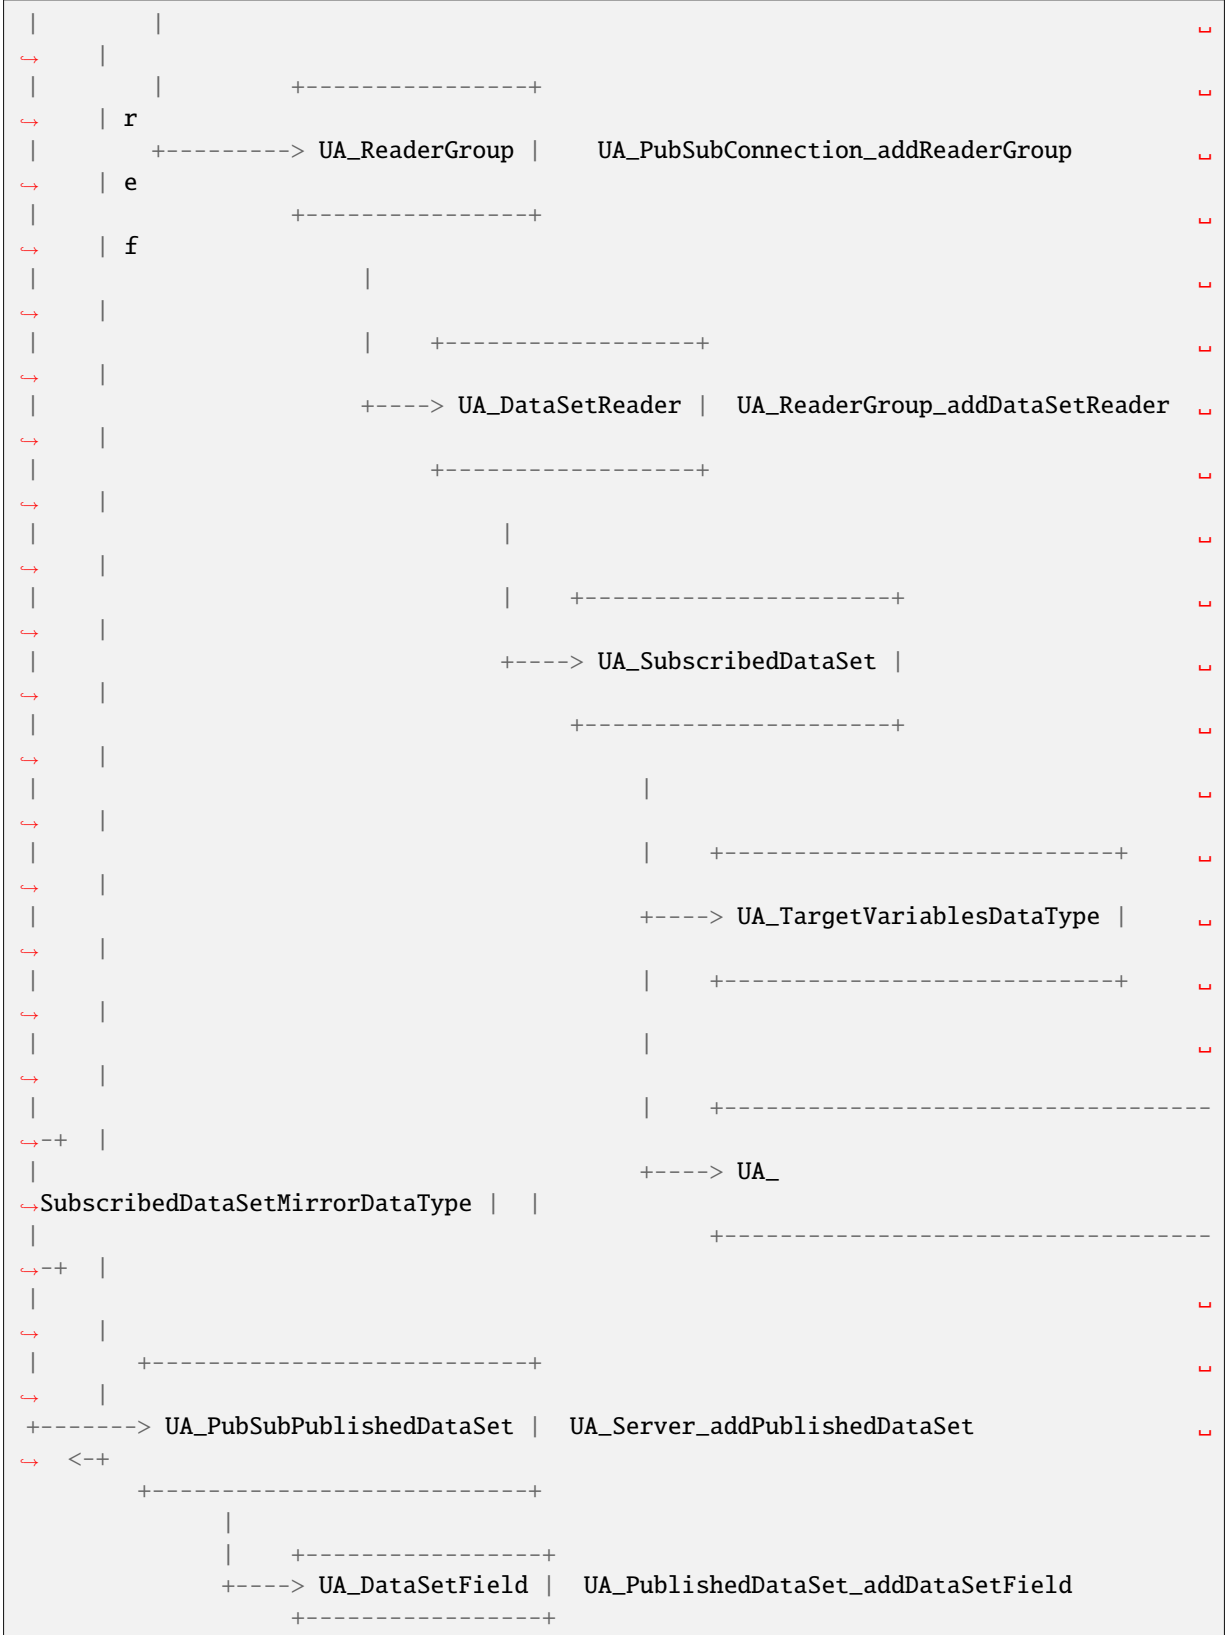 |        |                                                                          ␣
↪    |
|        |         +----------------+                                               ␣
↪    | r
|        +---------> UA_ReaderGroup |    UA_PubSubConnection_addReaderGroup         ␣
↪    | e
|                  +----------------+                                               ␣
↪    | f
|                       |                                                           ␣
↪    |
|                       |    +------------------+                                   ␣
↪    |
|                       +----> UA_DataSetReader |  UA_ReaderGroup_addDataSetReader  ␣
↪    |
|                            +------------------+                                   ␣
↪    |
|                                 |                                                 ␣
↪    |
|                                 |    +----------------------+                     ␣
↪    |
|                                 +----> UA_SubscribedDataSet |                     ␣
↪    |
|                                      +----------------------+                     ␣
↪    |
|                                           |                                       ␣
↪    |
|                                           |    +----------------------------+     ␣
↪    |
|                                           +----> UA_TargetVariablesDataType |     ␣
↪    |
|                                           |    +----------------------------+     ␣
↪    |
|                                           |                                       ␣
↪    |
|                                           |    +----------------------------------
↪-+  |
|                                           +----> UA_
↪SubscribedDataSetMirrorDataType |  |
|                                                +----------------------------------
↪-+  |
|                                                                                   ␣
↪    |
|       +---------------------------+                                               ␣
↪    |
+-------> UA_PubSubPublishedDataSet |  UA_Server_addPublishedDataSet                ␣
↪  <-+
        +---------------------------+
              |
              |    +-----------------+
              +----> UA_DataSetField |  UA_PublishedDataSet_addDataSetField
                   +-----------------+